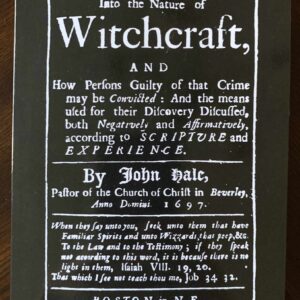 Into the Nature of
Witchcraft,
AND
How Persons Guilty of that Crime
may be Convicted : And the means
used for their Discovery Discussed,
both Negatively and Affirmatively,
according to SCRIPTURE and
EXPERIENCE.
By John Hale,
Pastor of the Church of Christ in Beverley,
Anno Domini 1697.
When they say unto you, seek unto them that have
Familiar Spirits and unto Wizzards, that peep, &c.
To the Law and to the Testimony ; if they speak
not according to this word, it is because there is no
light in them, Isaiah VIII. 19, 20.
That which I see not teach thou me, Job 34 32.
BOSTON in N. E.